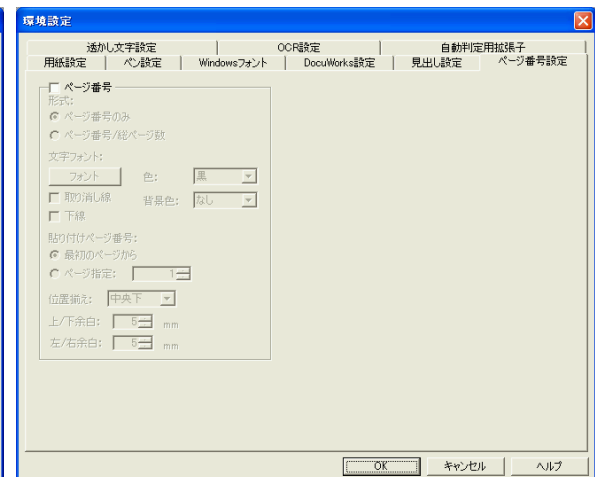 環境設定
透かし文字設定 OCR設定 自動判定用拡張子
用紙設定 ペン設定 Windowsフォント DocuWorks設定 見出し設定 ページ番号設定
ページ番号
形式:
ページ番号のみ
ページ番号/総ページ数
文字フォント:
フォント 色: 黒
取り消し線 背景色: なし
下線
貼り付けページ番号:
最初のページから
ページ指定: 1
位置揃え: 中央下
上/下余白: 5 mm
左/右余白: 5 mm
OK キャンセル ヘルプ